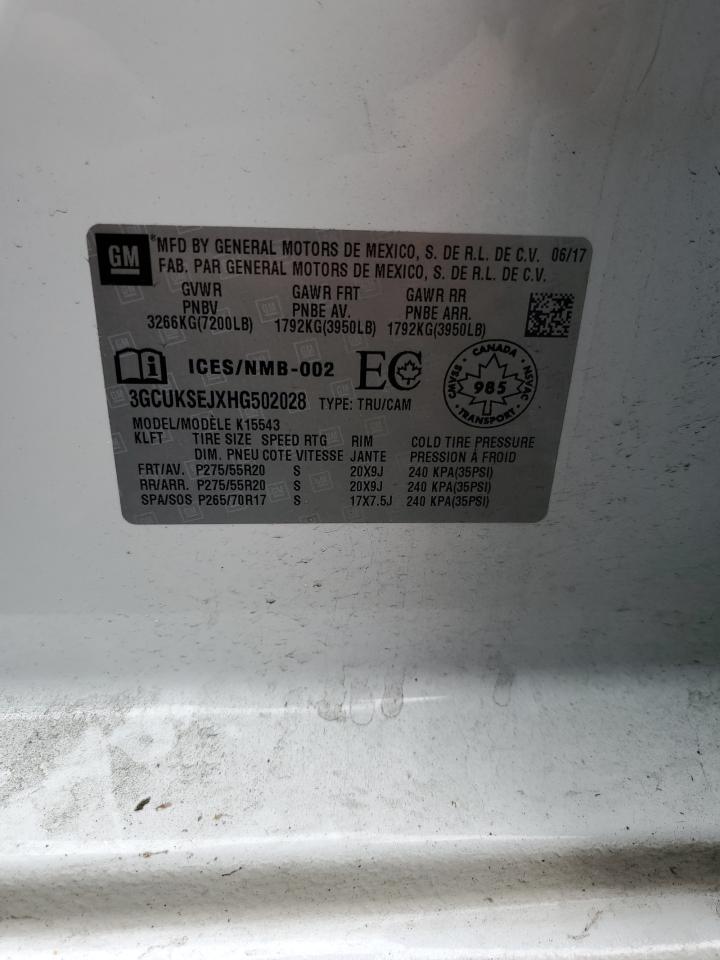 GM
*MFD BY GENERAL MOTORS DE MEXICO, S. DE R.L. DE C.V. 06/17
FAB. PAR GENERAL MOTORS DE MEXICO, S. DE R.L. DE C.V.
GVWR GAWR FRT GAWR RR
PNBV PNBE AV. PNBE ARR.
3266KG(7200LB) 1792KG(3950LB) 1792KG(3950LB)
ICES/NMB-002 EC
CANADA
CMVSS 985 NSVAC
TRANSPORT
3GCUKSEJXHG502028 TYPE: TRU/CAM
MODEL/MODÈLE K15543
KLFT TIRE SIZE SPEED RTG RIM COLD TIRE PRESSURE
DIM. PNEU COTE VITESSE JANTE PRESSION À FROID
FRT/AV. P275/55R20 S 20X9J 240 KPA(35PSI)
RR/ARR. P275/55R20 S 20X9J 240 KPA(35PSI)
SPA/SOS P265/70R17 S 17X7.5J 240 KPA(35PSI)